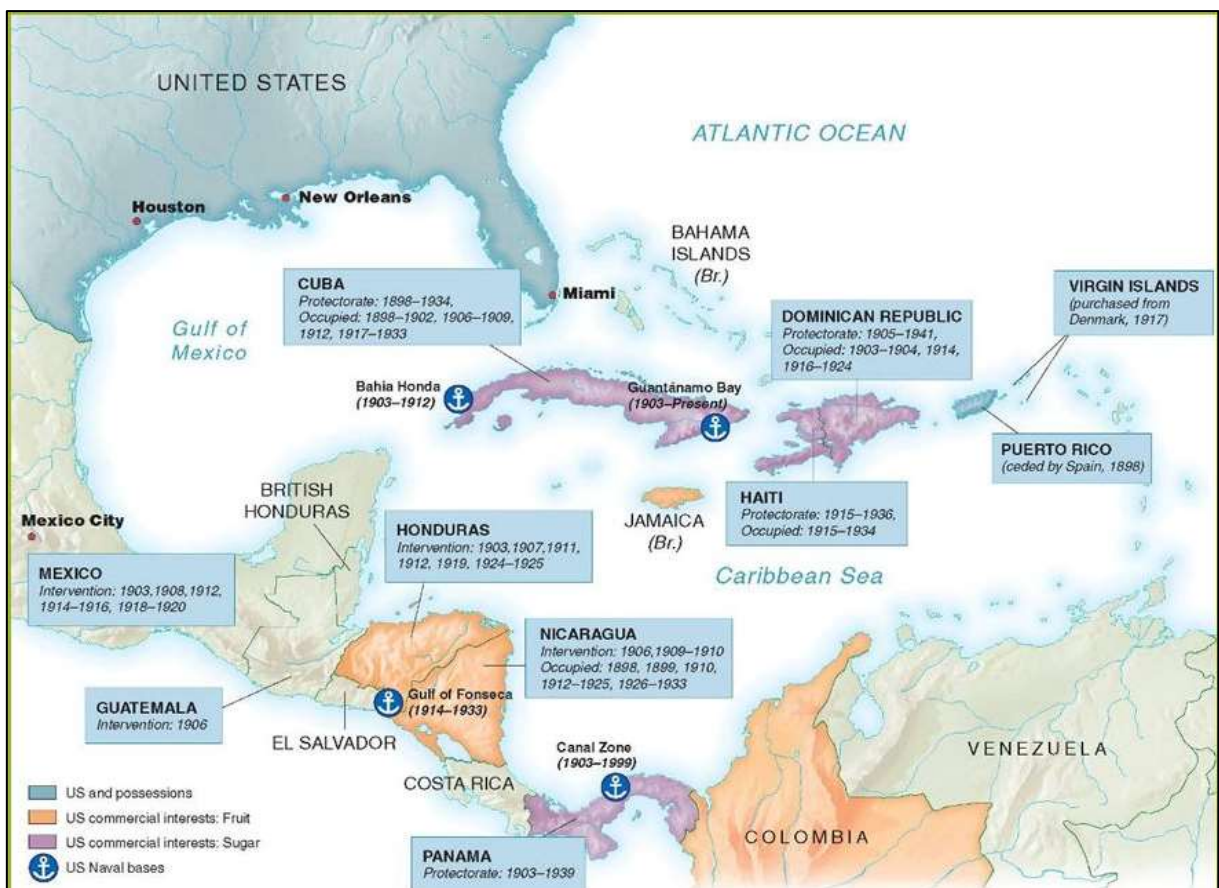 UNITED STATES
ATLANTIC OCEAN
New Orleans
Houston
BAHAMA
ISLANDS
(Br.)
CUBA
Protectorate: 1898–1934,
Occupied: 1898–1902, 1906–1909,
1912, 1917–1933
Miami
VIRGIN ISLANDS
(purchased from
Denmark, 1917)
DOMINICAN REPUBLIC
Protectorate: 1905–1941,
Occupied: 1903–1904, 1914,
1916–1924
Gulf of
Mexico
Bahia Honda
(1903–1912)
Guantánamo Bay
(1903–Present)
PUERTO RICO
(ceded by Spain, 1898)
BRITISH
HONDURAS
HAITI
Protectorate: 1915–1936,
Occupied: 1915–1934
JAMAICA
(Br.)
Mexico City
HONDURAS
Intervention: 1903,1907,1911,
1912, 1919, 1924–1925
Caribbean Sea
MEXICO
Intervention: 1903,1908,1912,
1914–1916, 1918–1920
NICARAGUA
Intervention: 1906,1909–1910
Occupied: 1898, 1899, 1910,
1912–1925, 1926–1933
GUATEMALA
Intervention: 1906
Gulf of Fonseca
(1914–1933)
EL SALVADOR
Canal Zone
(1903–1999)
VENEZUELA
COSTA RICA
COLOMBIA
US and possessions
US commercial interests: Fruit
US commercial interests: Sugar
US Naval bases
PANAMA
Protectorate: 1903–1939